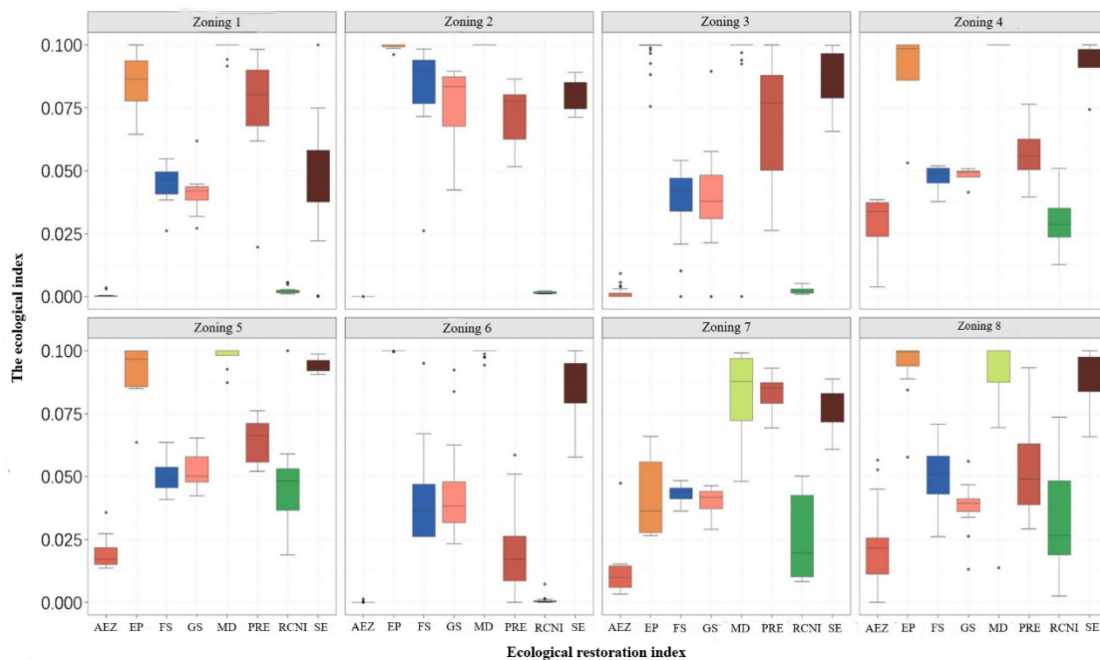 Zoning 1 Zoning 2 Zoning 3 Zoning 4
0.100
0.075
0.050
0.025
0.000
The ecological index
Zoning 5 Zoning 6 Zoning 7 Zoning 8
0.100
0.075
0.050
0.025
0.000
AEZ EP FS GS MD PRE RCNI SE AEZ EP FS GS MD PRE RCNI SE AEZ EP FS GS MD PRE RCNI SE AEZ EP FS GS MD PRE RCNI SE
Ecological restoration index